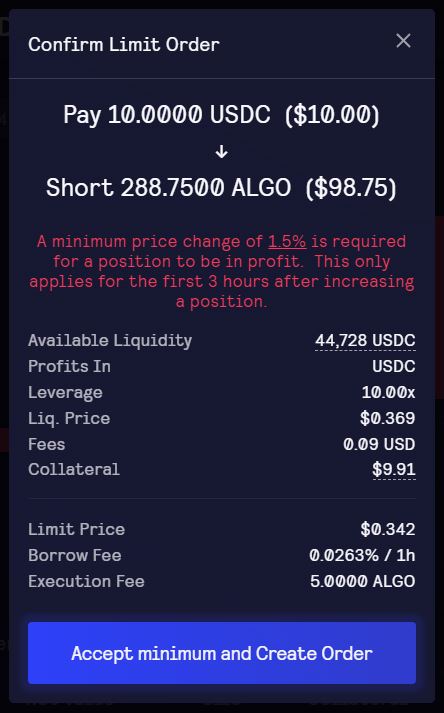 Confirm Limit Order
Pay 10.0000 USDC ($10.00)
Short 288.7500 ALGO ($98.75)
A minimum price change of 1.5% is required
for a position to be in profit. This only
applies for the first 3 hours after increasing
a position.
Available Liquidity 44,728 USDC
Profits In USDC
Leverage 10.00x
Liq. Price $0.369
Fees 0.09 USD
Collateral $9.91
Limit Price $0.342
Borrow Fee 0.0263% / 1h
Execution Fee 5.0000 ALGO
Accept minimum and Create Order